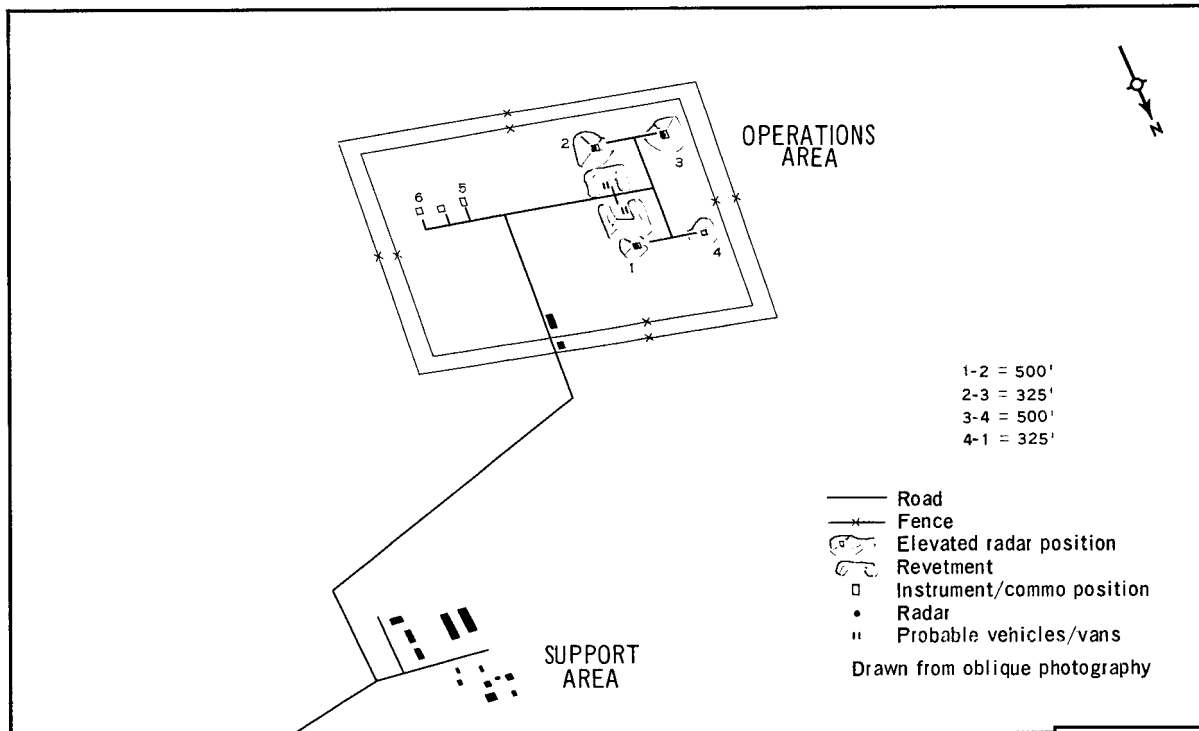 N
OPERATIONS
AREA
2
3
6
5
1
4
1-2 = 500'
2-3 = 325'
3-4 = 500'
4-1 = 325'
Road
Fence
Elevated radar position
Revetment
Instrument/commo position
Radar
Probable vehicles/vans
Drawn from oblique photography
SUPPORT
AREA